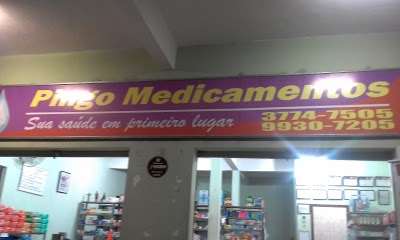 Pingo Medicamentos
Sua saúde em primeiro lugar
3774-7505
9930-7205